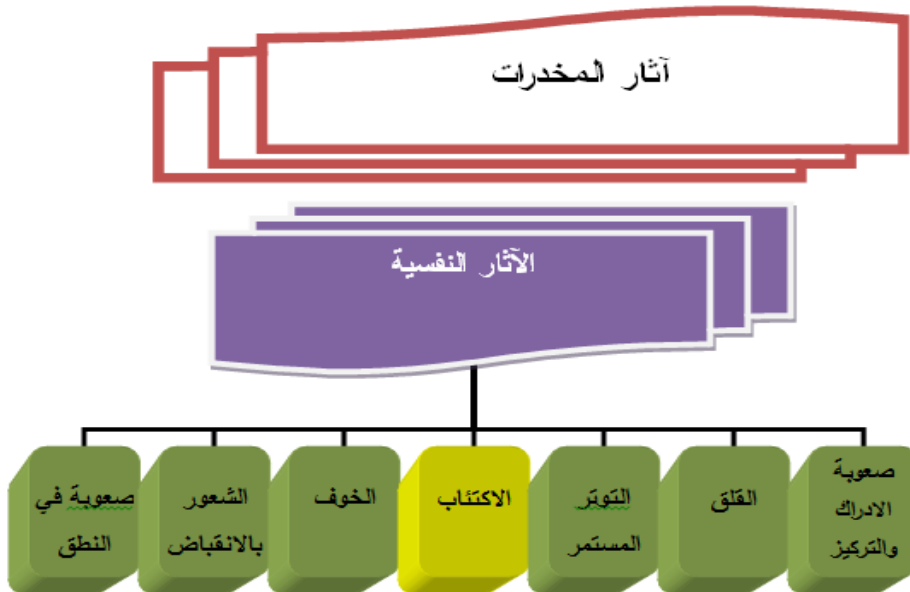 آثار المخدرات
الآثار النفسية
صعوبة
الادراك
والتركيز
القلق
التوتر
المستمر
الاكتئاب
الخوف
الشعور
بالانقباض
صعوبة في
النطق